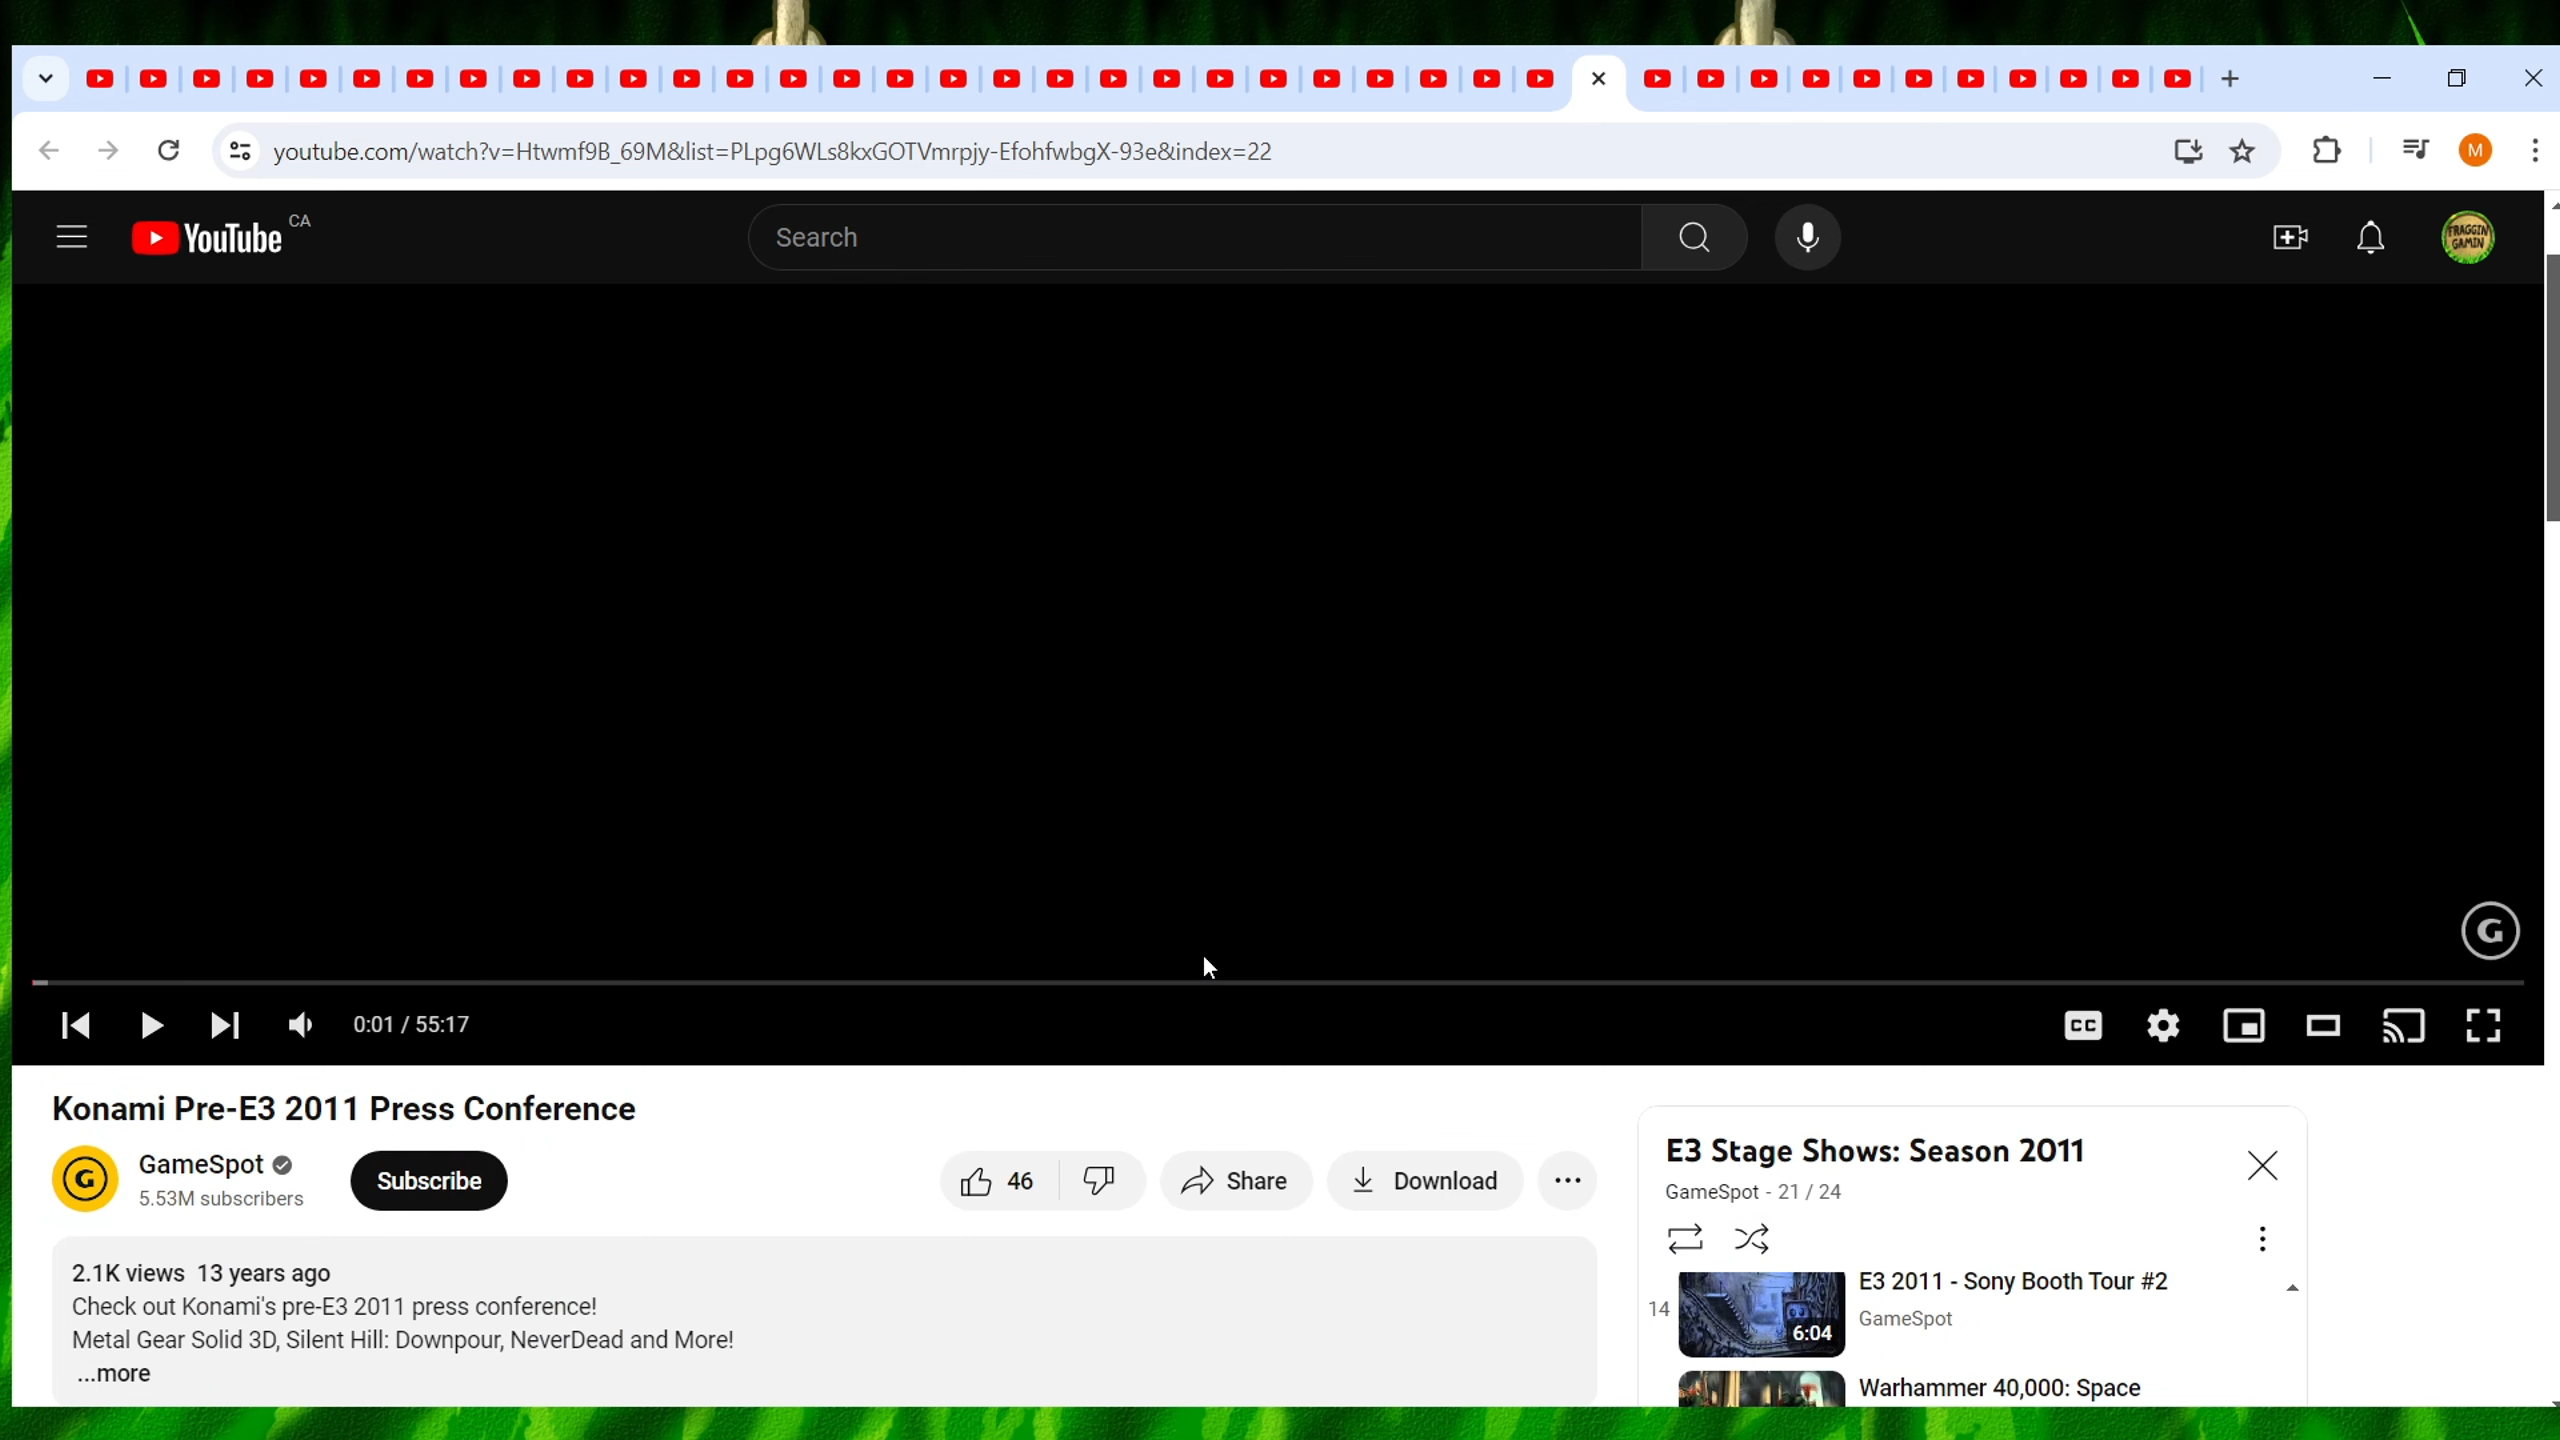 youtube.com/watch?v=Htwmf9B_69M&list=PLpg6WLs8kxGOTVmrpjy-EfohfwbgX-93e&index=22
M
YouTube CA
Search
FRAGGIN
GAMIN
G
0:01 / 55:17
CC
Konami Pre-E3 2011 Press Conference
G
GameSpot
5.53M subscribers
Subscribe
46
Share
Download
2.1K views 13 years ago
Check out Konami's pre-E3 2011 press conference!
Metal Gear Solid 3D, Silent Hill: Downpour, NeverDead and More!
...more
E3 Stage Shows: Season 2011
GameSpot - 21 / 24
14
6:04
E3 2011 - Sony Booth Tour #2
GameSpot
Warhammer 40,000: Space